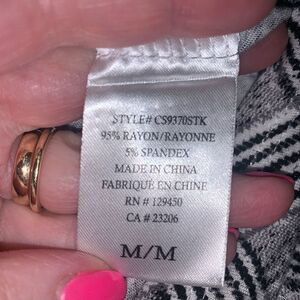 STYLE# CS9370STK
95% RAYON/RAYONNE
5% SPANDEX
MADE IN CHINA
FABRIQUÉ EN CHINE
RN # 129450
CA # 23206
M/M